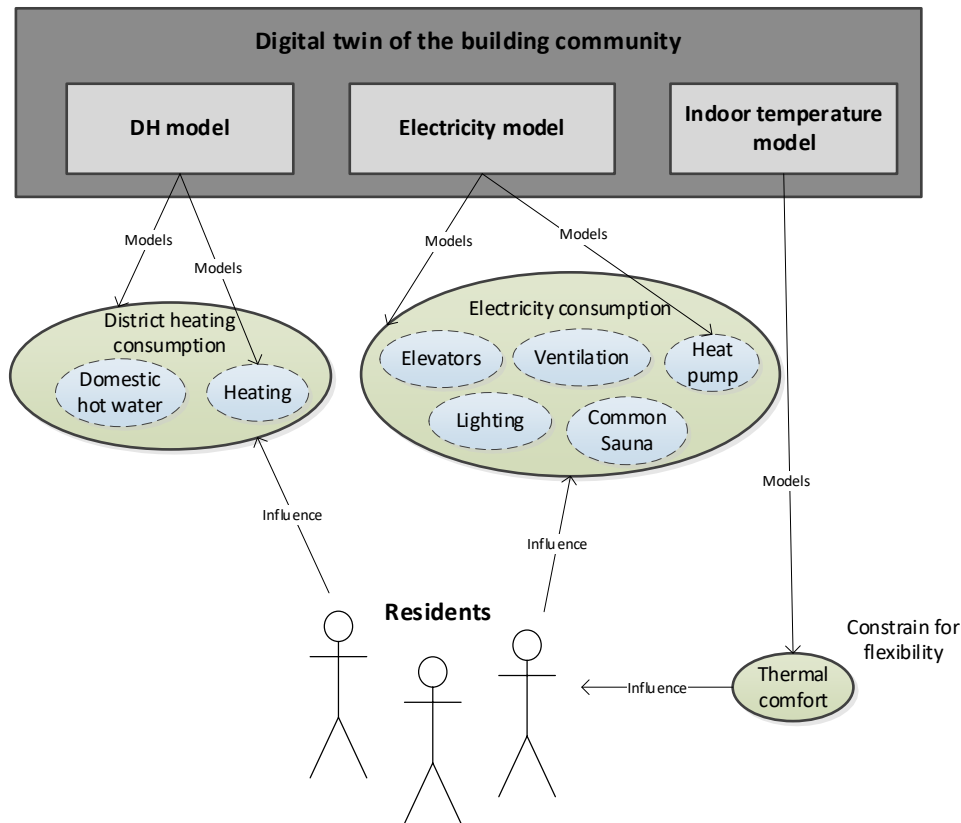 Digital twin of the building community
DH model
Electricity model
Indoor temperature
model
Models
Models
Models
Models
District heating
consumption
Domestic
hot water
Heating
Electricity consumption
Elevators
Ventilation
Heat
pump
Lighting
Common
Sauna
Models
Influence
Influence
Residents
Constrain for
flexibility
Thermal
comfort
Influence